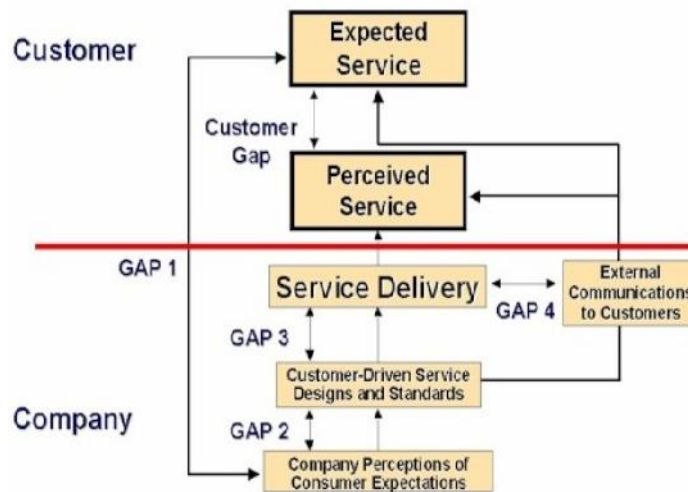 Customer
Expected
Service
Customer
Gap
Perceived
Service
GAP 1
Service Delivery
GAP 4
External
Communications
to Customers
GAP 3
Customer-Driven Service
Designs and Standards
Company
GAP 2
Company Perceptions of
Consumer Expectations